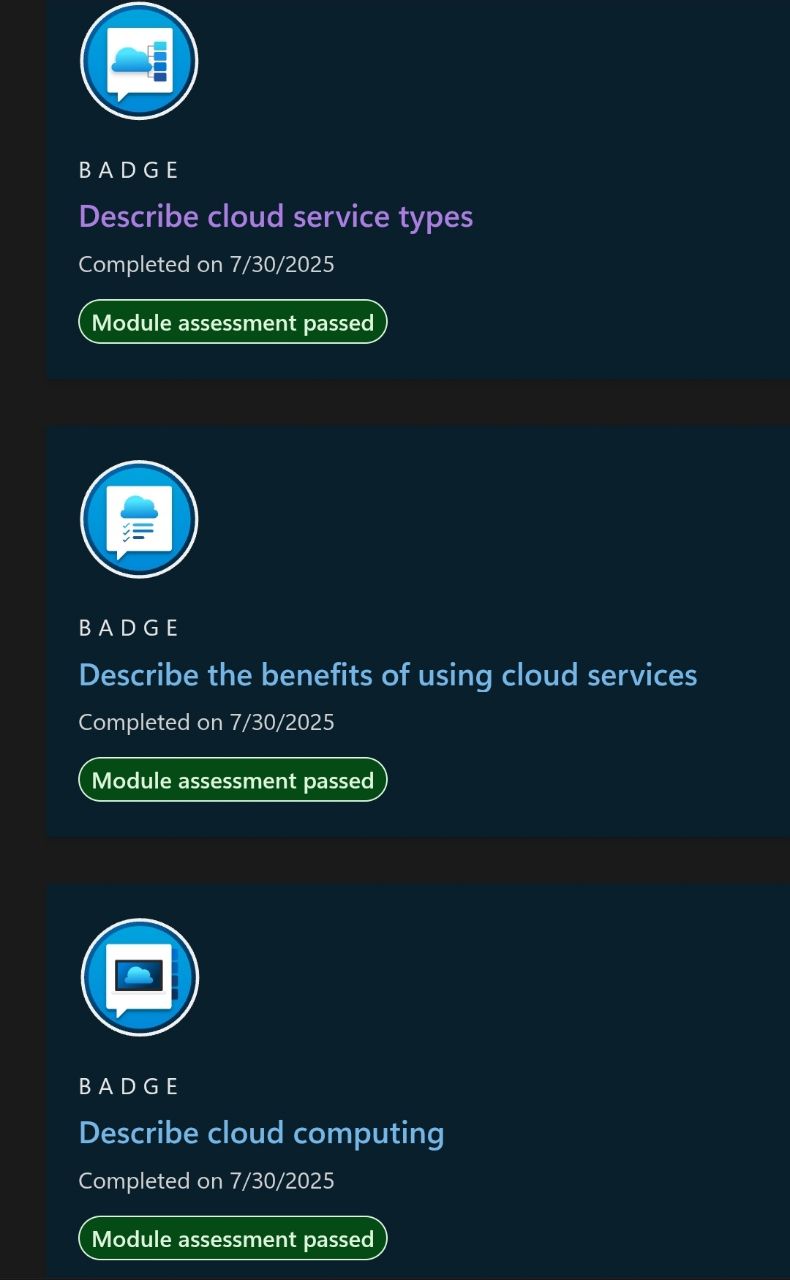 BADGE
Describe cloud service types
Completed on 7/30/2025
Module assessment passed
BADGE
Describe the benefits of using cloud services
Completed on 7/30/2025
Module assessment passed
BADGE
Describe cloud computing
Completed on 7/30/2025
Module assessment passed